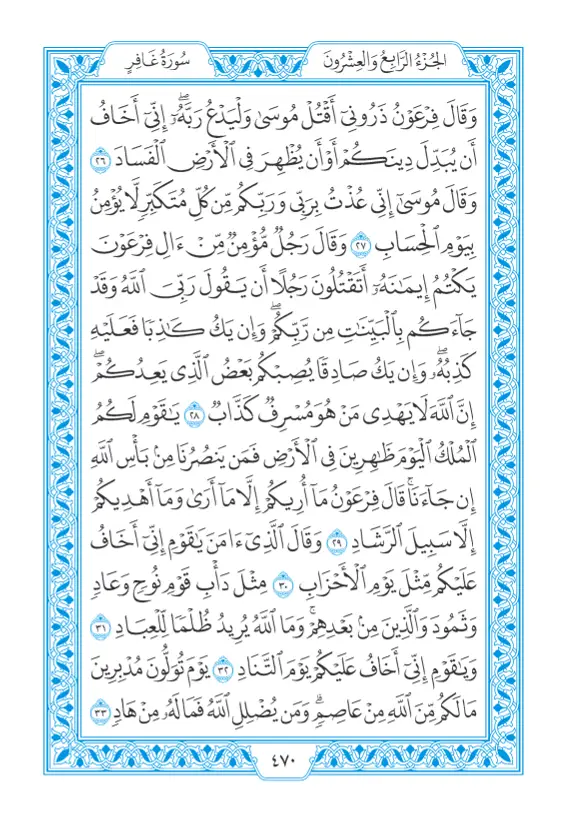 الجُزْءُ الرَّابِعُ وَالعِشْرُونَ
سُورَةُ غَافِرٍ
وَقَالَ فِرۡعَوۡنُ ذَرُونِيٓ أَقۡتُلۡ مُوسَىٰ وَلۡيَدۡعُ رَبَّهُۥٓۖ إِنِّيٓ أَخَافُ
أَن يُبَدِّلَ دِينَكُمۡ أَوۡ أَن يُظۡهِرَ فِي ٱلۡأَرۡضِ ٱلۡفَسَادَ ٢٦
وَقَالَ مُوسَىٰٓ إِنِّي عُذۡتُ بِرَبِّي وَرَبِّكُم مِّن كُلِّ مُتَكَبِّرٖ لَّا يُؤۡمِنُ
بِيَوۡمِ ٱلۡحِسَابِ ٢٧ وَقَالَ رَجُلٞ مُّؤۡمِنٞ مِّنۡ ءَالِ فِرۡعَوۡنَ
يَكۡتُمُ إِيمَٰنَهُۥٓ أَتَقۡتُلُونَ رَجُلًا أَن يَقُولَ رَبِّيَ ٱللَّهُ وَقَدۡ
جَآءَكُم بِٱلۡبَيِّنَٰتِ مِن رَّبِّكُمۡۖ وَإِن يَكُ كَٰذِبٗا فَعَلَيۡهِ
كَذِبُهُۥۖ وَإِن يَكُ صَادِقٗا يُصِبۡكُم بَعۡضُ ٱلَّذِي يَعِدُكُمۡۖ
إِنَّ ٱللَّهَ لَا يَهۡدِي مَنۡ هُوَ مُسۡرِفٞ كَذَّابٞ ٢٨ يَٰقَوۡمِ لَكُمُ
ٱلۡمُلۡكُ ٱلۡيَوۡمَ ظَٰهِرِينَ فِي ٱلۡأَرۡضِ فَمَن يَنصُرُنَا مِنۢ بَأۡسِ ٱللَّهِ
إِن جَآءَنَاۚ قَالَ فِرۡعَوۡنُ مَآ أُرِيكُمۡ إِلَّا مَآ أَرَىٰ وَمَآ أَهۡدِيكُمۡ
إِلَّا سَبِيلَ ٱلرَّشَادِ ٢٩ وَقَالَ ٱلَّذِيٓ ءَامَنَ يَٰقَوۡمِ إِنِّيٓ أَخَافُ
عَلَيۡكُم مِّثۡلَ يَوۡمِ ٱلۡأَحۡزَابِ ٣٠ مِثۡلَ دَأۡبِ قَوۡمِ نُوحٖ وَعَادٖ
وَثَمُودَ وَٱلَّذِينَ مِنۢ بَعۡدِهِمۡۚ وَمَا ٱللَّهُ يُرِيدُ ظُلۡمٗا لِّلۡعِبَادِ ٣١
وَيَٰقَوۡمِ إِنِّيٓ أَخَافُ عَلَيۡكُمۡ يَوۡمَ ٱلتَّنَادِ ٣٢ يَوۡمَ تُوَلُّونَ مُدۡبِرِينَ
مَا لَكُم مِّنَ ٱللَّهِ مِنۡ عَاصِمٖۗ وَمَن يُضۡلِلِ ٱللَّهُ فَمَا لَهُۥ مِنۡ هَادٖ ٣٣
٤٧٠